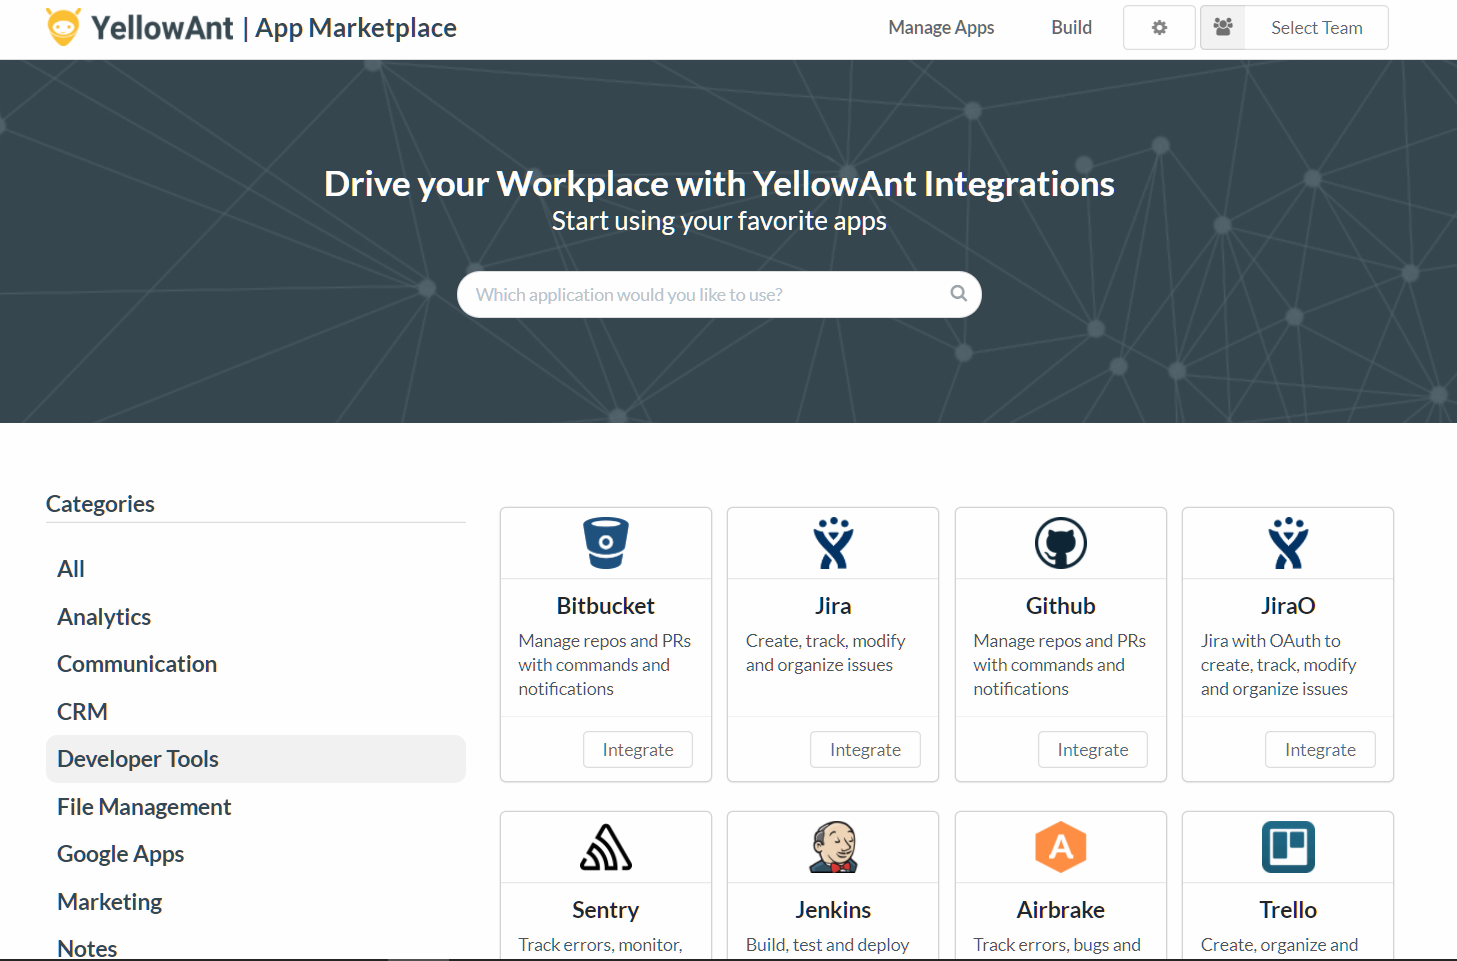 YellowAnt | App Marketplace
Manage Apps
Build
Select Team
Drive your Workplace with YellowAnt Integrations
Start using your favorite apps
Which application would you like to use?
Categories
All
Analytics
Communication
CRM
Developer Tools
File Management
Google Apps
Marketing
Notes
Bitbucket
Manage repos and PRs
with commands and
notifications
Integrate
Jira
Create, track, modify
and organize issues
Integrate
Github
Manage repos and PRs
with commands and
notifications
Integrate
JiraO
Jira with OAuth to
create, track, modify
and organize issues
Integrate
Sentry
Track errors, monitor,
Jenkins
Build, test and deploy
A
Airbrake
Track errors, bugs and
Trello
Create, organize and